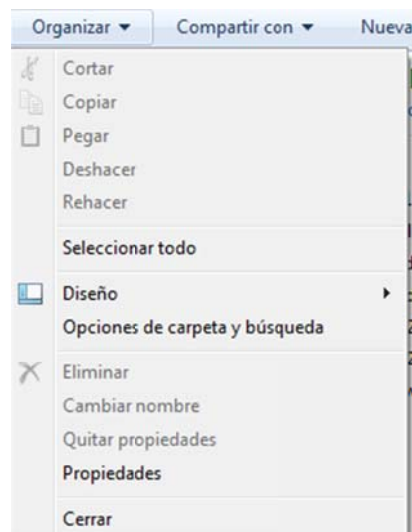 Organizar Compartir con Nueva
Cortar
Copiar
Pegar
Deshacer
Rehacer
Seleccionar todo
Diseño
Opciones de carpeta y búsqueda
Eliminar
Cambiar nombre
Quitar propiedades
Propiedades
Cerrar